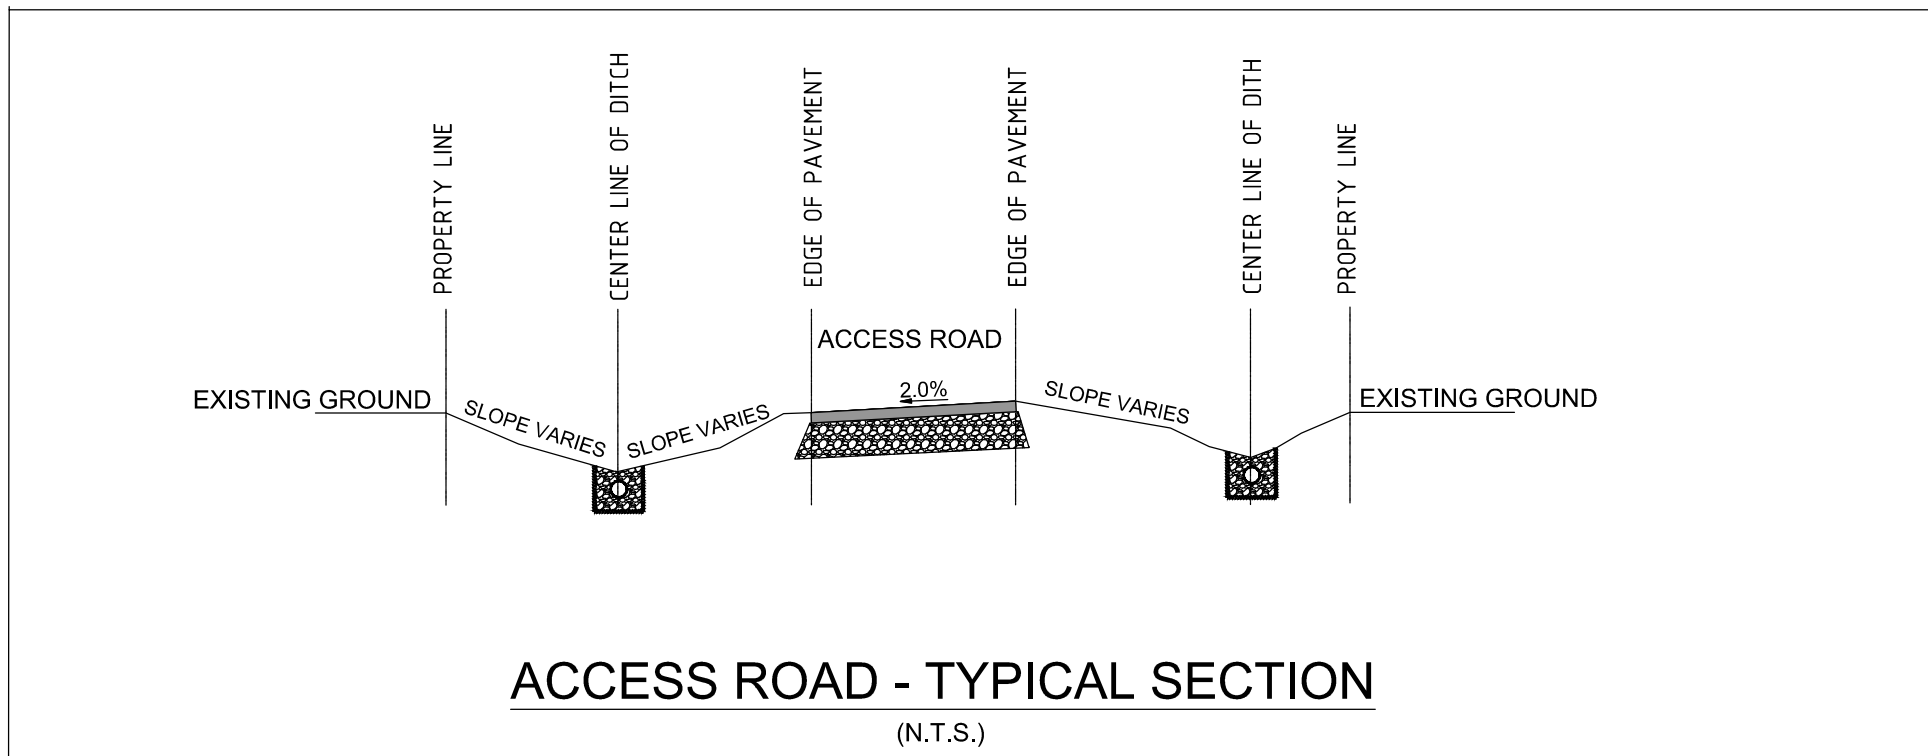 PROPERTY LINE
CENTER LINE OF DITCH
EDGE OF PAVEMENT
EDGE OF PAVEMENT
CENTER LINE OF DITH
PROPERTY LINE
ACCESS ROAD
EXISTING GROUND
SLOPE VARIES
SLOPE VARIES
2.0%
SLOPE VARIES
EXISTING GROUND
ACCESS ROAD - TYPICAL SECTION
(N.T.S.)